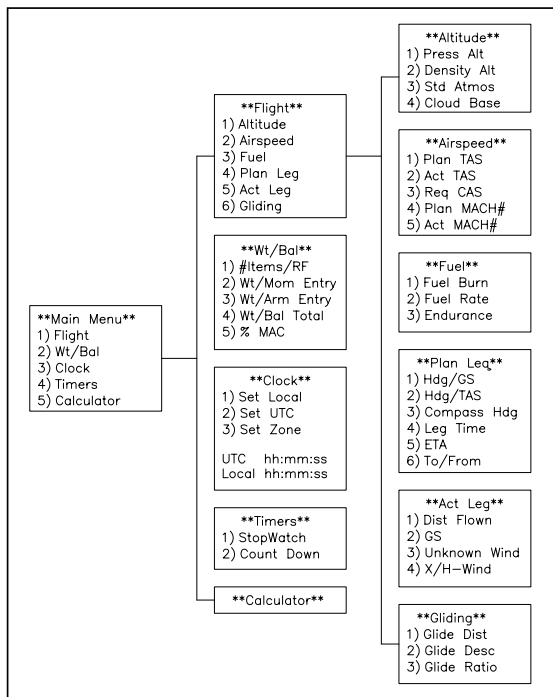 **Main Menu**
1) Flight
2) Wt/Bal
3) Clock
4) Timers
5) Calculator
**Flight**
1) Altitude
2) Airspeed
3) Fuel
4) Plan Leg
5) Act Leg
6) Gliding
**Wt/Bal**
1) #Items/RF
2) Wt/Mom Entry
3) Wt/Arm Entry
4) Wt/Bal Total
5) % MAC
**Clock**
1) Set Local
2) Set UTC
3) Set Zone
UTC hh:mm:ss
Local hh:mm:ss
**Timers**
1) StopWatch
2) Count Down
**Calculator**
**Altitude**
1) Press Alt
2) Density Alt
3) Std Atmos
4) Cloud Base
**Airspeed**
1) Plan TAS
2) Act TAS
3) Req CAS
4) Plan MACH#
5) Act MACH#
**Fuel**
1) Fuel Burn
2) Fuel Rate
3) Endurance
**Plan Leg**
1) Hdg/GS
2) Hdg/TAS
3) Compass Hdg
4) Leg Time
5) ETA
6) To/From
**Act Leg**
1) Dist Flown
2) GS
3) Unknown Wind
4) X/H-Wind
**Gliding**
1) Glide Dist
2) Glide Desc
3) Glide Ratio